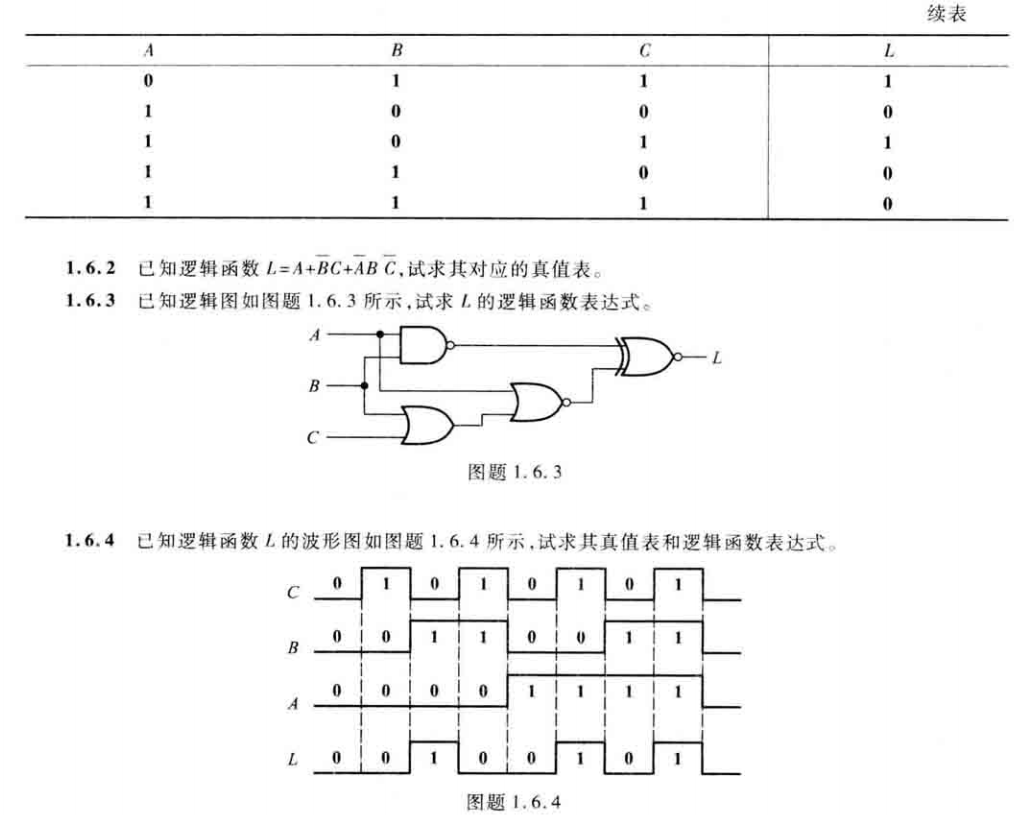 续表
A B C L
0 1 1 1
1 0 0 0
1 0 1 1
1 1 0 0
1 1 1 0
1.6.2 已知逻辑函数 L=A+B̅C+A̅B C̅,试求其对应的真值表。
1.6.3 已知逻辑图如图题 1.6.3 所示,试求 L 的逻辑函数表达式。
A
L
B
C
图题 1.6.3
1.6.4 已知逻辑函数 L 的波形图如图题 1.6.4 所示,试求其真值表和逻辑函数表达式。
C 0 1 0 1 0 1 0 1
B 0 0 1 1 0 0 1 1
A 0 0 0 0 1 1 1 1
L 0 0 1 0 0 1 0 1
图题 1.6.4